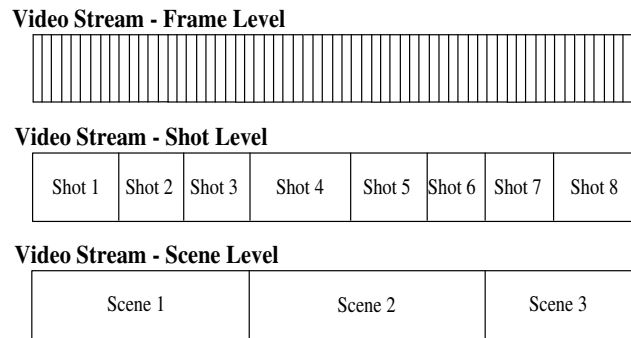 Video Stream - Frame Level
Video Stream - Shot Level
Shot 1 Shot 2 Shot 3 Shot 4 Shot 5 Shot 6 Shot 7 Shot 8
Video Stream - Scene Level
Scene 1 Scene 2 Scene 3